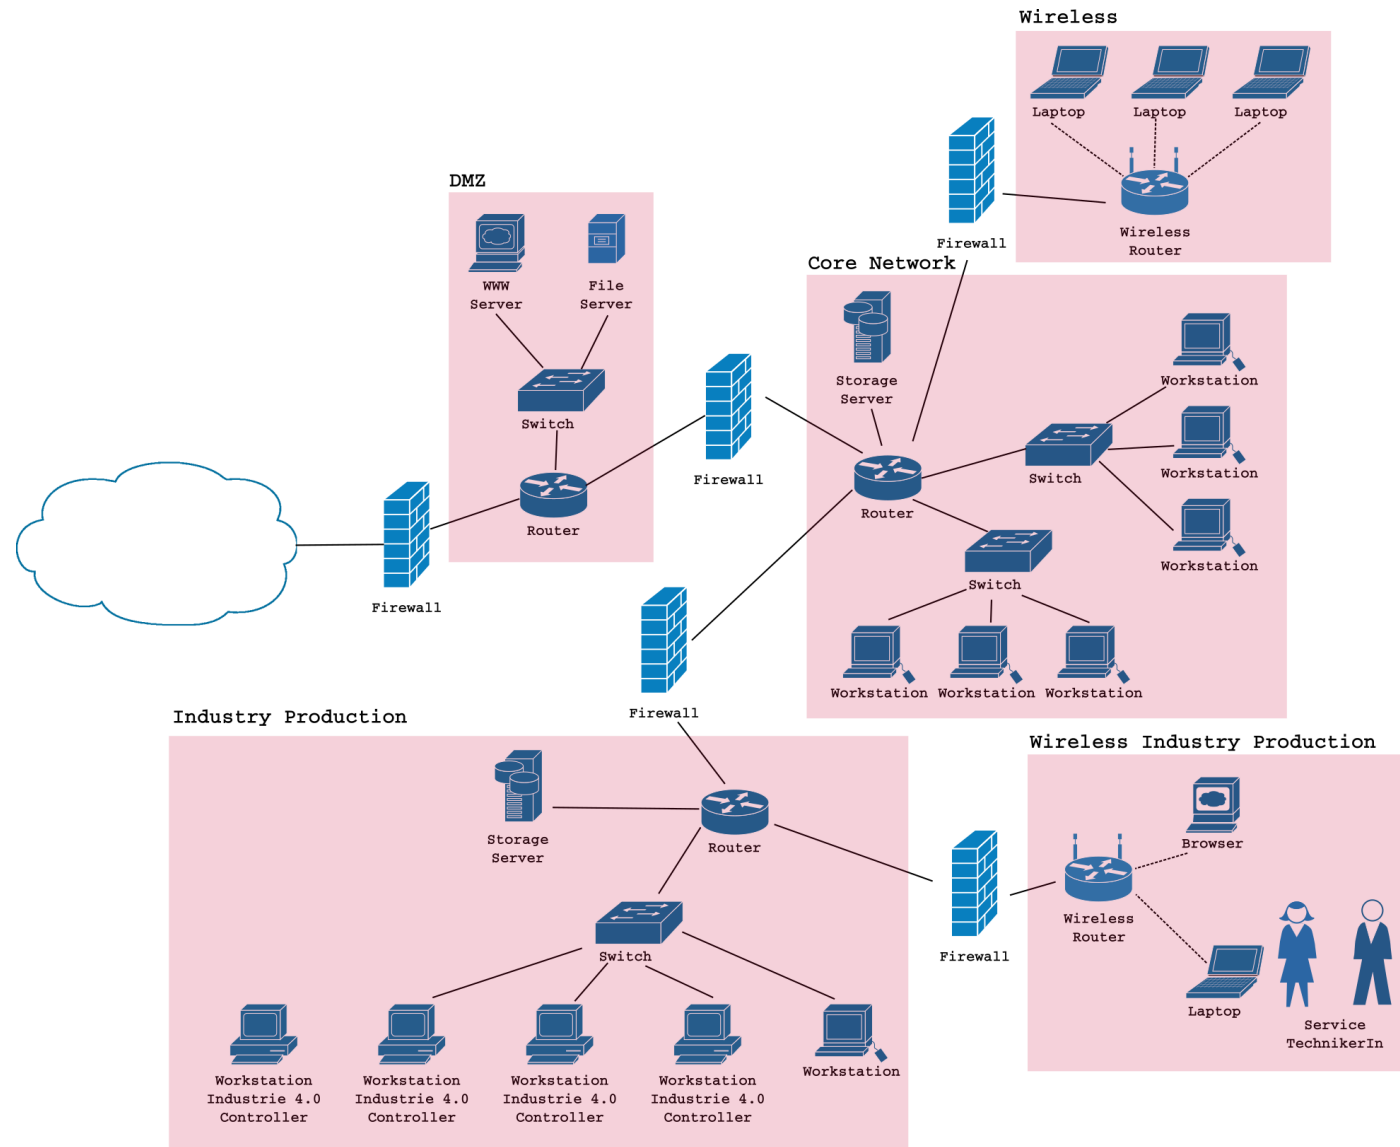 Wireless
Laptop
Laptop
Laptop
Wireless
Router
Firewall
DMZ
WWW
Server
File
Server
Switch
Router
Firewall
Firewall
Core Network
Storage
Server
Router
Switch
Workstation
Workstation
Workstation
Switch
Workstation
Workstation
Workstation
Firewall
Industry Production
Storage
Server
Router
Switch
Workstation
Industrie 4.0
Controller
Workstation
Industrie 4.0
Controller
Workstation
Industrie 4.0
Controller
Workstation
Industrie 4.0
Controller
Workstation
Firewall
Wireless Industry Production
Browser
Wireless
Router
Laptop
Service
TechnikerIn